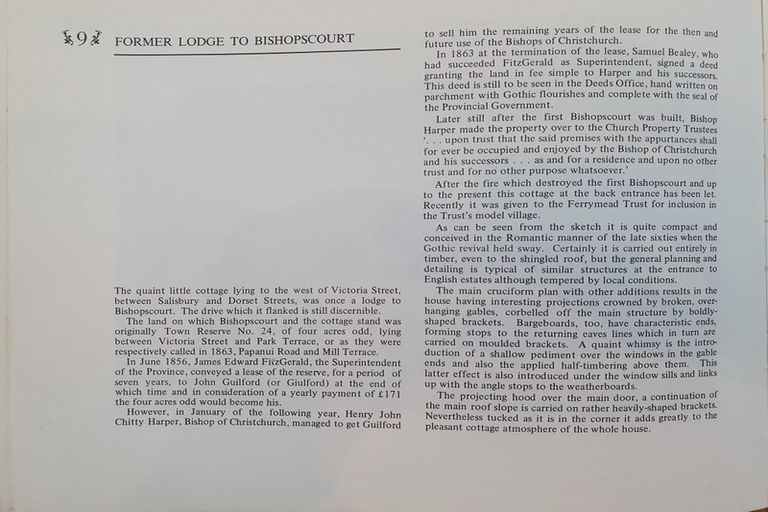 9 FORMER LODGE TO BISHOPSCOURT
The quaint little cottage lying to the west of Victoria Street,
between Salisbury and Dorset Streets, was once a lodge to
Bishopscourt. The drive which it flanked is still discernible.
The land on which Bishopscourt and the cottage stand was
originally Town Reserve No. 24, of four acres odd, lying
between Victoria Street and Park Terrace, or as they were
respectively called in 1863, Papanui Road and Mill Terrace.
In June 1856, James Edward FitzGerald, the Superintendent
of the Province, conveyed a lease of the reserve, for a period of
seven years, to John Guilford (or Giulford) at the end of
which time and in consideration of a yearly payment of £171
the four acres odd would become his.
However, in January of the following year, Henry John
Chitty Harper, Bishop of Christchurch, managed to get Guilford
to sell him the remaining years of the lease for the then and
future use of the Bishops of Christchurch.
In 1863 at the termination of the lease, Samuel Bealey, who
had succeeded FitzGerald as Superintendent, signed a deed
granting the land in fee simple to Harper and his successors.
This deed is still to be seen in the Deeds Office, hand written on
parchment with Gothic flourishes and complete with the seal of
the Provincial Government.
Later still after the first Bishopscourt was built, Bishop
Harper made the property over to the Church Property Trustees
‘. . . upon trust that the said premises with the appurtances shall
for ever be occupied and enjoyed by the Bishop of Christchurch
and his successors . . . as and for a residence and upon no other
trust and for no other purpose whatsoever.’
After the fire which destroyed the first Bishopscourt and up
to the present this cottage at the back entrance has been let.
Recently it was given to the Ferrymead Trust for inclusion in
the Trust's model village.
As can be seen from the sketch it is quite compact and
conceived in the Romantic manner of the late sixties when the
Gothic revival held sway. Certainly it is carried out entirely in
timber, even to the shingled roof, but the general planning and
detailing is typical of similar structures at the entrance to
English estates although tempered by local conditions.
The main cruciform plan with other additions results in the
house having interesting projections crowned by broken, over-
hanging gables, corbelled off the main structure by boldly-
shaped brackets. Bargeboards, too, have characteristic ends,
forming stops to the returning eaves lines which in turn are
carried on moulded brackets. A quaint whimsy is the intro-
duction of a shallow pediment over the windows in the gable
ends and also the applied half-timbering above them. This
latter effect is also introduced under the window sills and links
up with the angle stops to the weatherboards.
The projecting hood over the main door, a continuation of
the main roof slope is carried on rather heavily-shaped brackets.
Nevertheless tucked as it is in the corner it adds greatly to the
pleasant cottage atmosphere of the whole house.